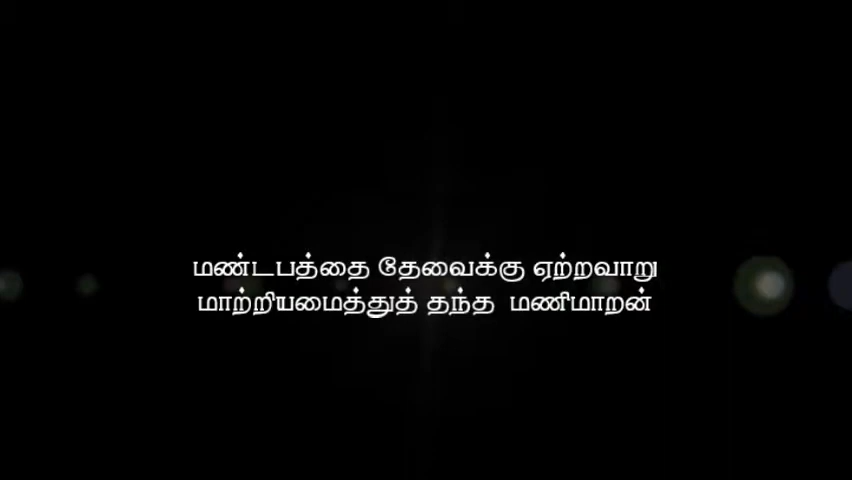 மண்டபத்தை தேவைக்கு ஏற்றவாறு
மாற்றியமைத்துத் தந்த மணிமாறன்